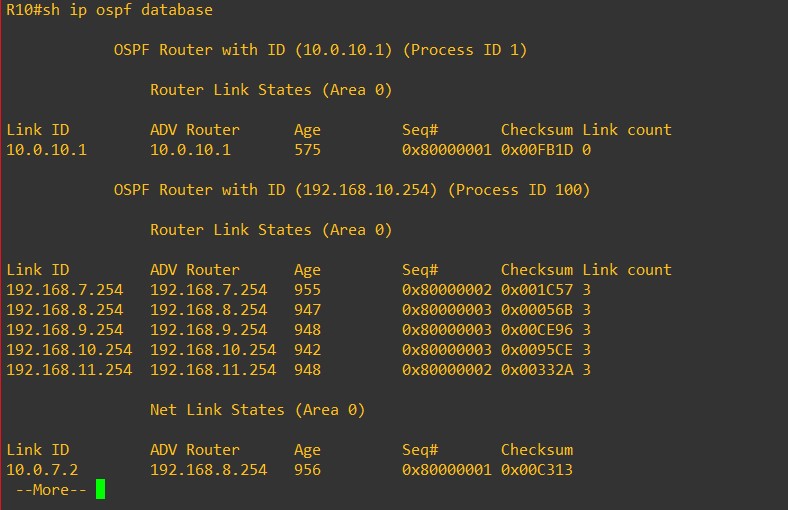 R10#sh ip ospf database
OSPF Router with ID (10.0.10.1) (Process ID 1)
Router Link States (Area 0)
Link ID ADV Router Age Seq# Checksum Link count
10.0.10.1 10.0.10.1 575 0x80000001 0x00FB1D 0
OSPF Router with ID (192.168.10.254) (Process ID 100)
Router Link States (Area 0)
Link ID ADV Router Age Seq# Checksum Link count
192.168.7.254 192.168.7.254 955 0x80000002 0x001C57 3
192.168.8.254 192.168.8.254 947 0x80000003 0x00056B 3
192.168.9.254 192.168.9.254 948 0x80000003 0x00CE96 3
192.168.10.254 192.168.10.254 942 0x80000003 0x0095CE 3
192.168.11.254 192.168.11.254 948 0x80000002 0x00332A 3
Net Link States (Area 0)
Link ID ADV Router Age Seq# Checksum
10.0.7.2 192.168.8.254 956 0x80000001 0x00C313
--More--